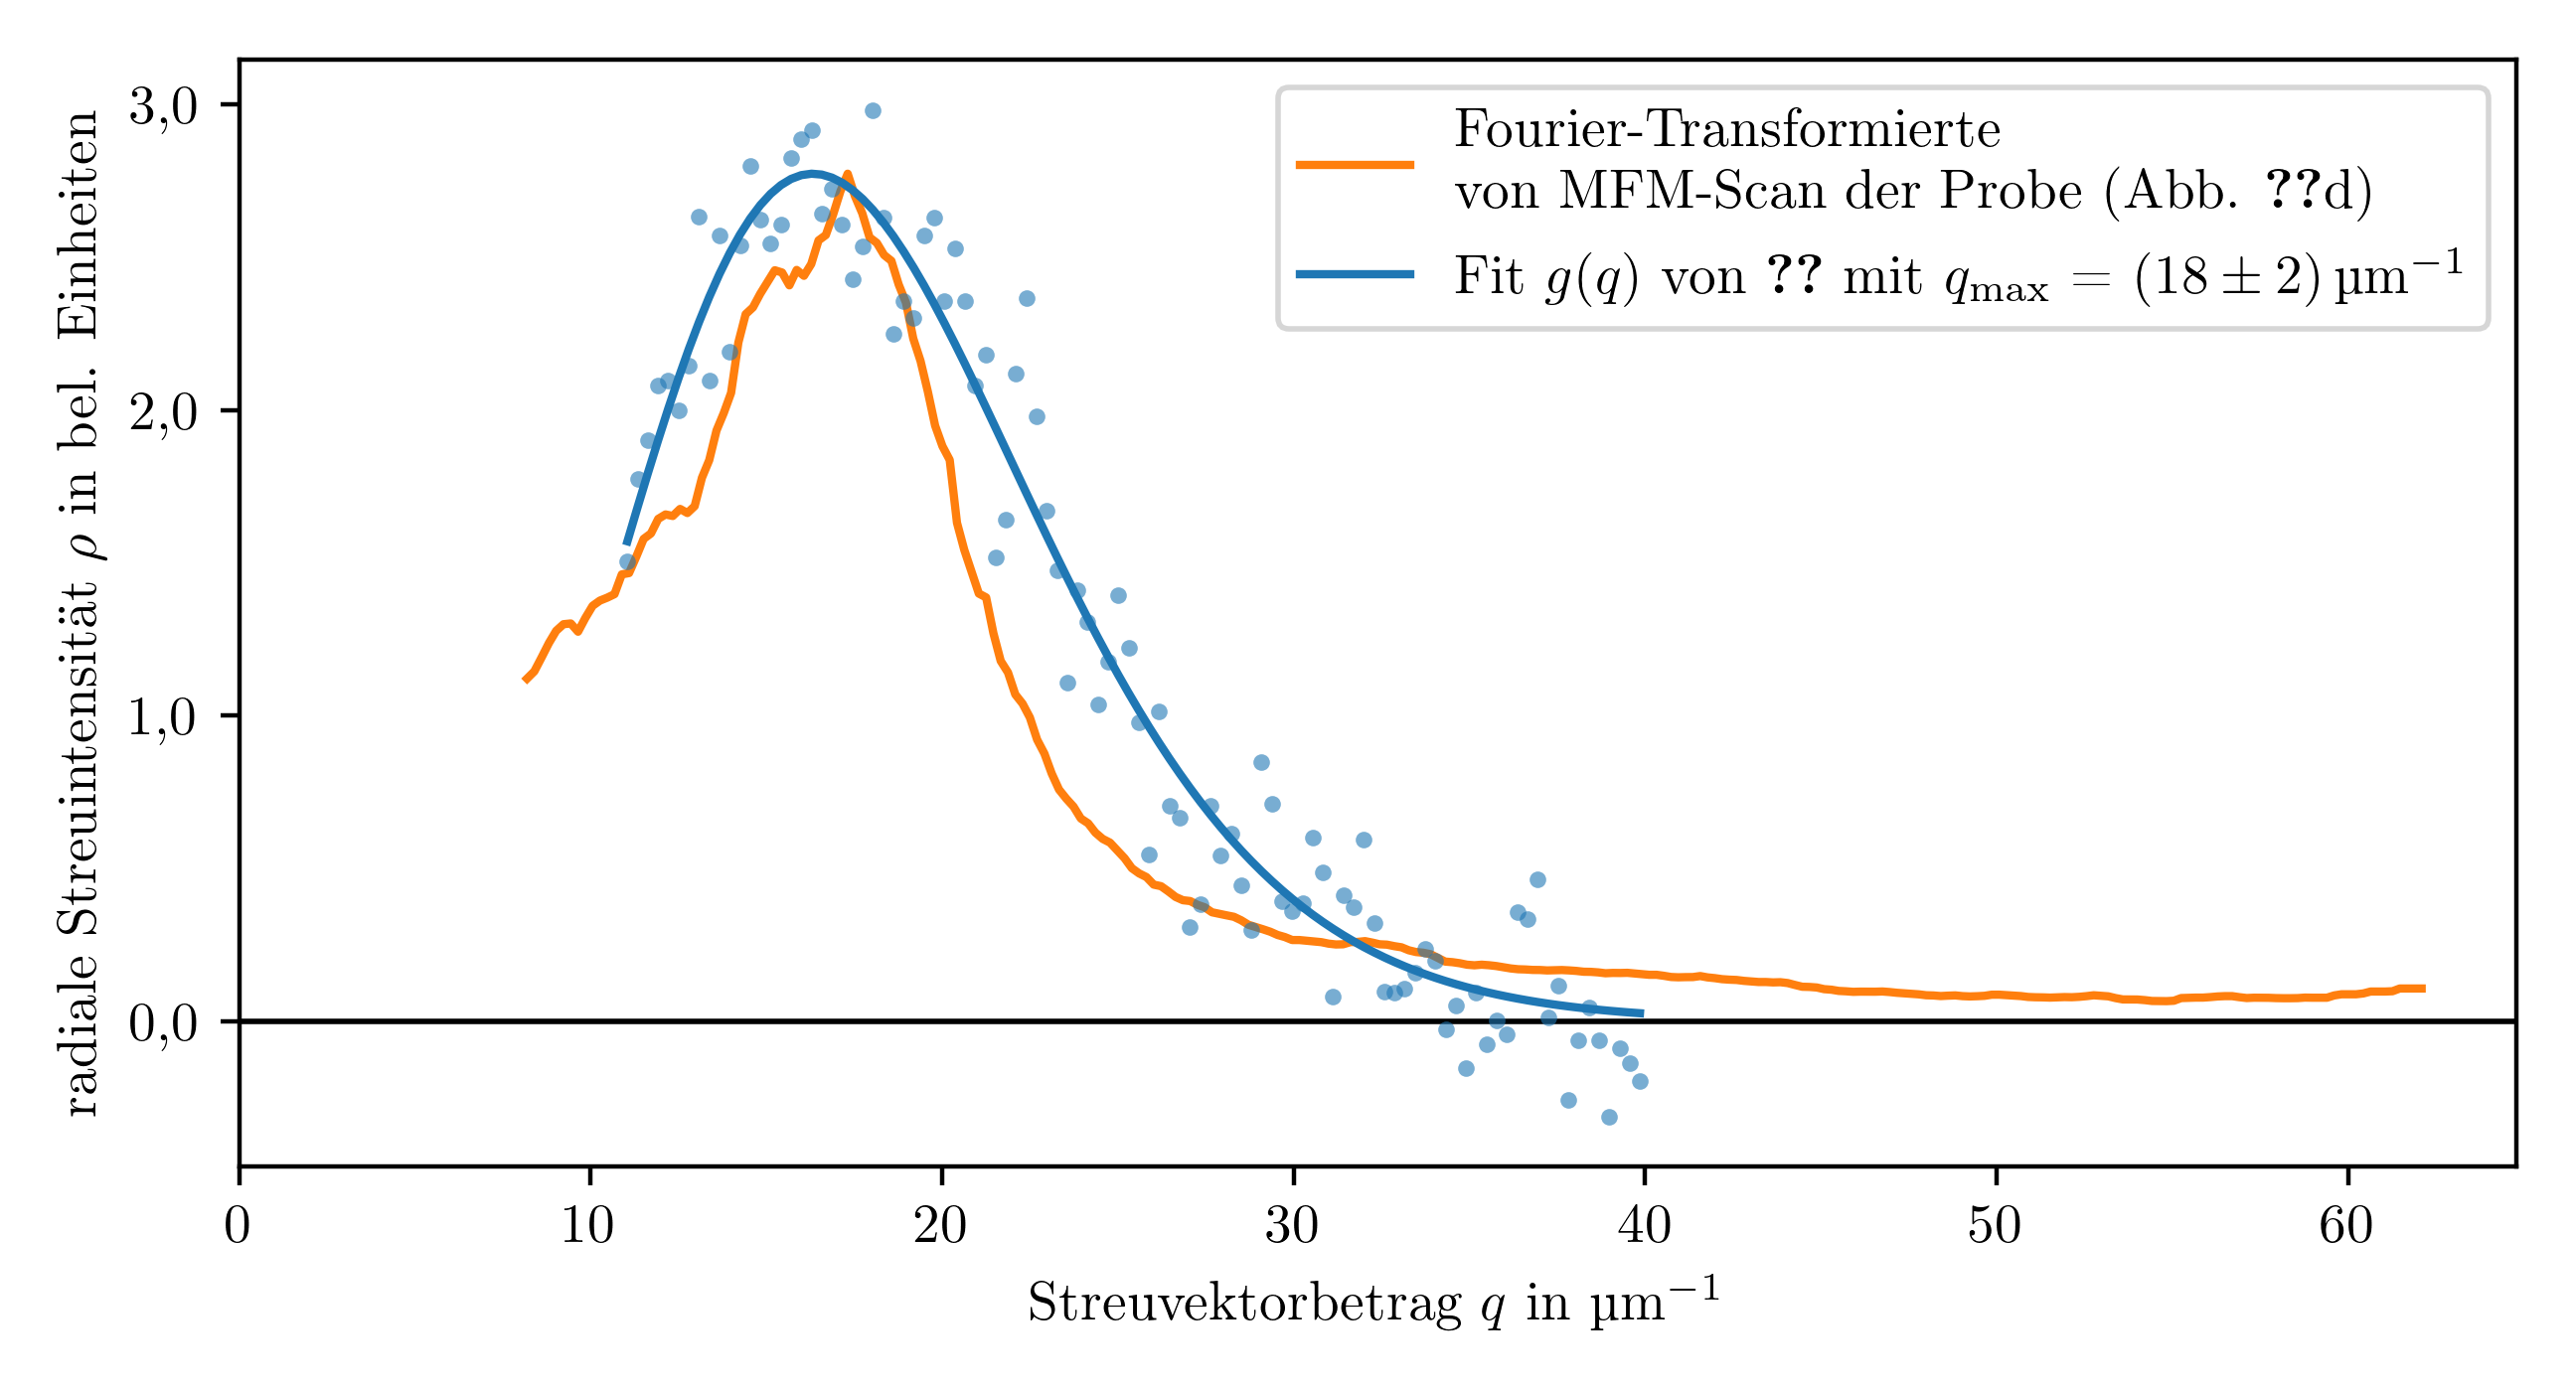 radiale Streuintensität ρ in bel. Einheiten
3,0
2,0
1,0
0,0
Fourier-Transformierte
von MFM-Scan der Probe (Abb. ??d)
Fit g(q) von ?? mit q_max = (18 ± 2) µm⁻¹
0 10 20 30 40 50 60
Streuvektorbetrag q in µm⁻¹